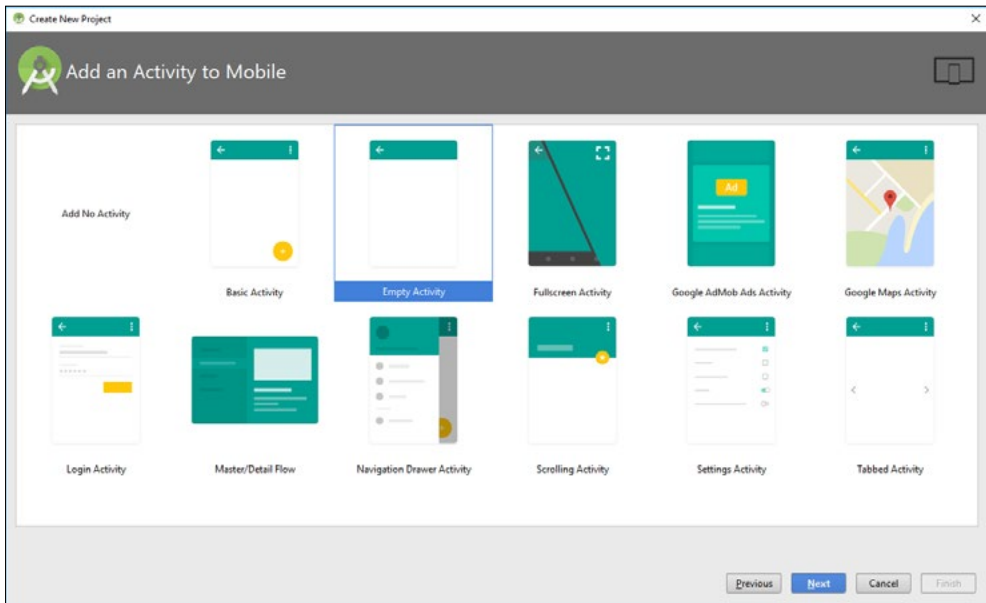 Create New Project
Add an Activity to Mobile
Add No Activity
Basic Activity
Empty Activity
Fullscreen Activity
Ad
Google AdMob Ads Activity
Google Maps Activity
Login Activity
Master/Detail Flow
Navigation Drawer Activity
Scrolling Activity
Settings Activity
Tabbed Activity
Previous
Next
Cancel
Finish